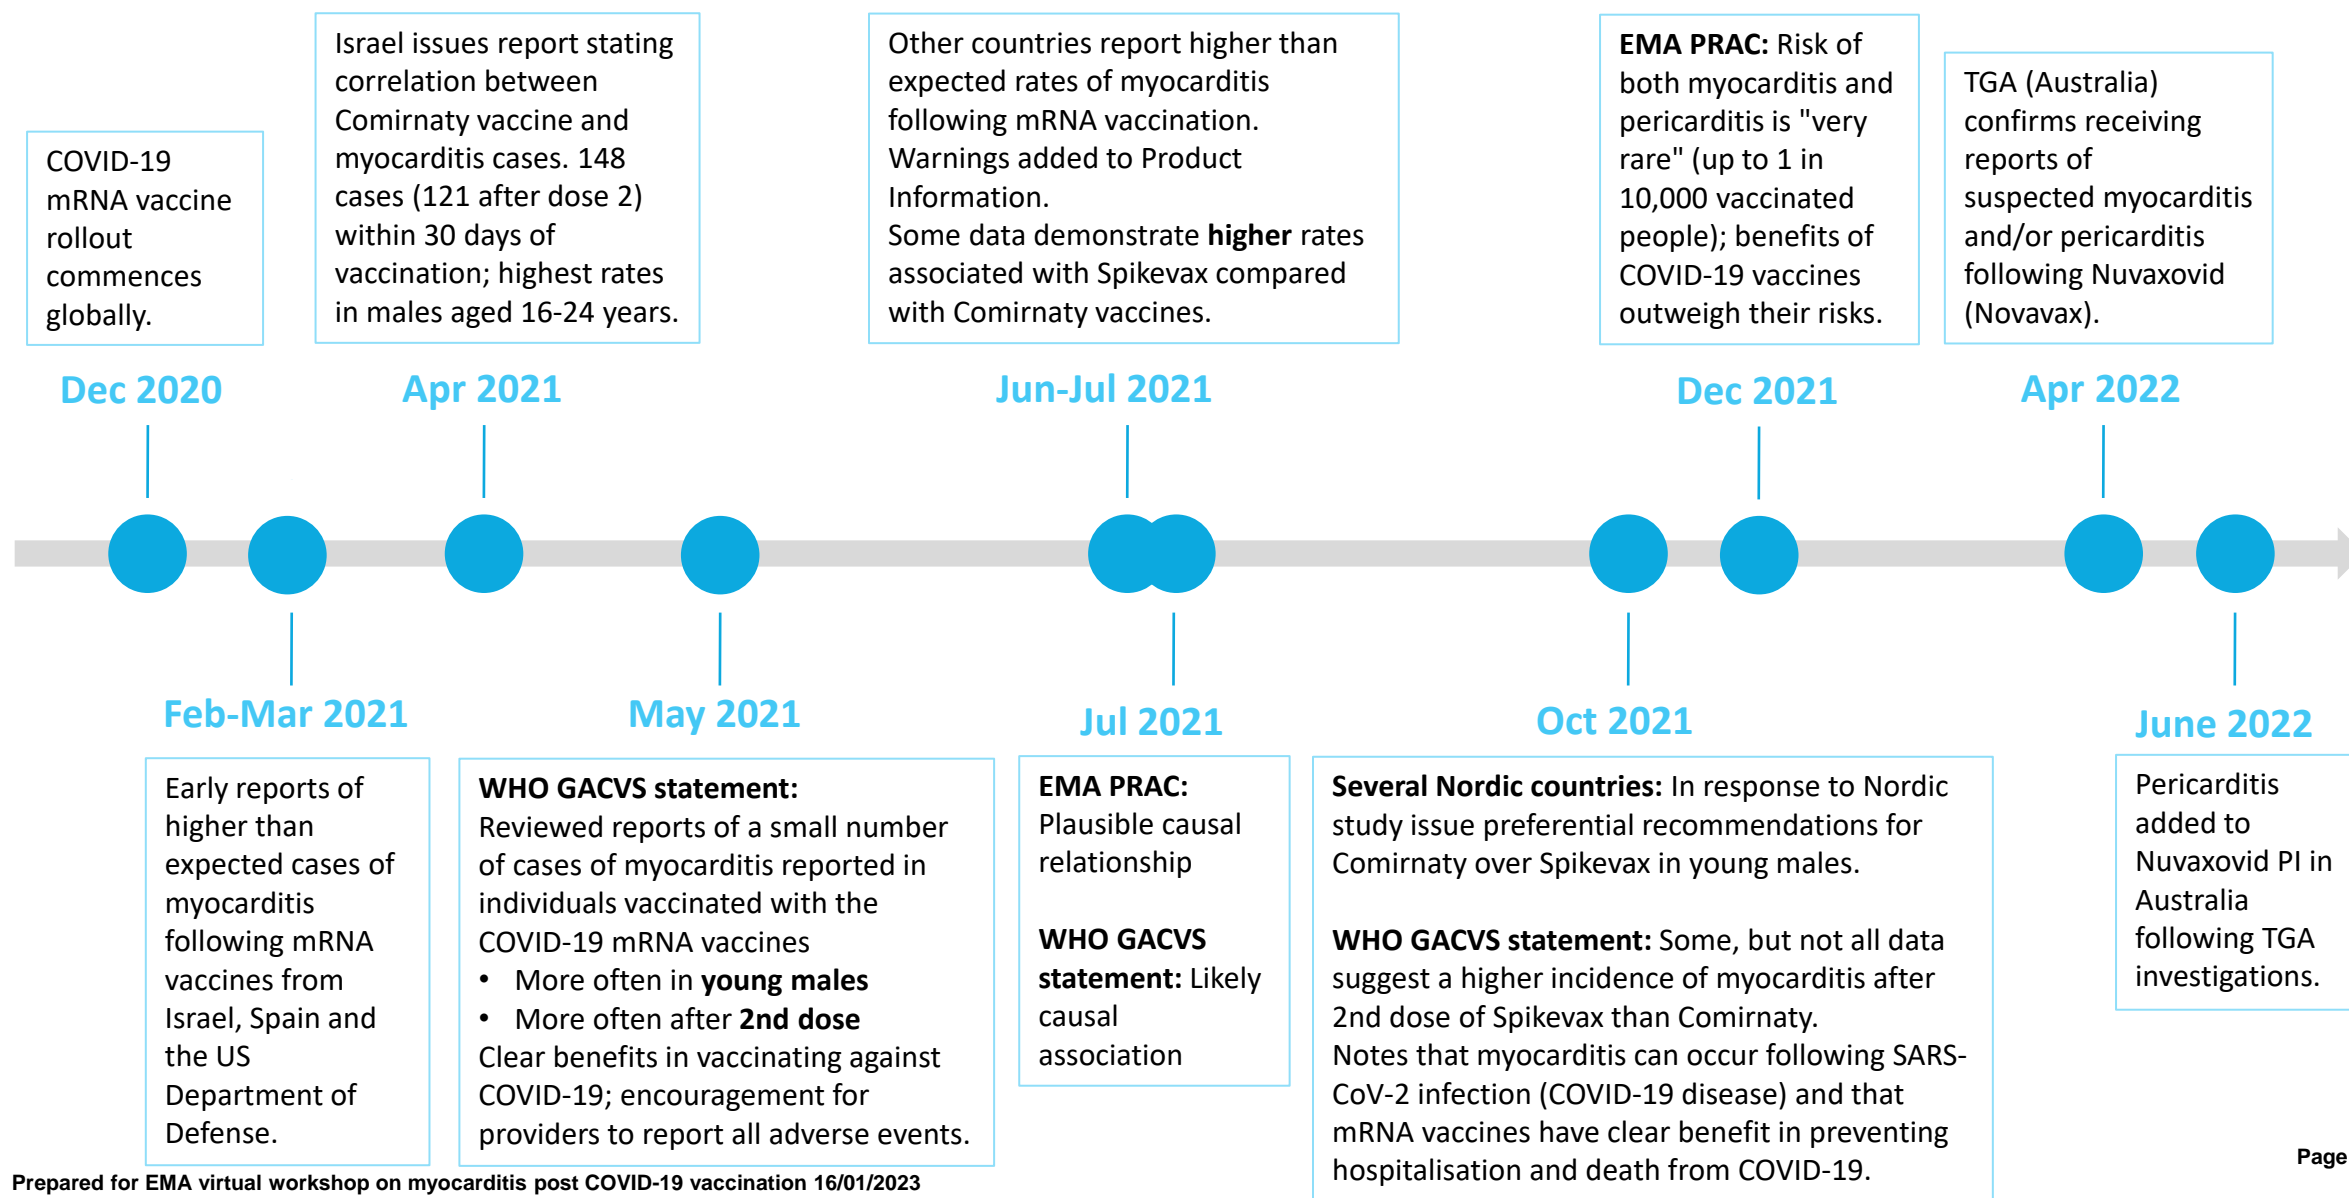 COVID-19
mRNA vaccine
rollout
commences
globally.
Dec 2020
Israel issues report stating
correlation between
Comirnaty vaccine and
myocarditis cases. 148
cases (121 after dose 2)
within 30 days of
vaccination; highest rates
in males aged 16-24 years.
Apr 2021
Other countries report higher than
expected rates of myocarditis
following mRNA vaccination.
Warnings added to Product
Information.
Some data demonstrate higher rates
associated with Spikevax compared
with Comirnaty vaccines.
Jun-Jul 2021
EMA PRAC: Risk of
both myocarditis and
pericarditis is "very
rare" (up to 1 in
10,000 vaccinated
people); benefits of
COVID-19 vaccines
outweigh their risks.
Dec 2021
TGA (Australia)
confirms receiving
reports of
suspected myocarditis
and/or pericarditis
following Nuvaxovid
(Novavax).
Apr 2022
Feb-Mar 2021
Early reports of
higher than
expected cases of
myocarditis
following mRNA
vaccines from
Israel, Spain and
the US
Department of
Defense.
May 2021
WHO GACVS statement:
Reviewed reports of a small number
of cases of myocarditis reported in
individuals vaccinated with the
COVID-19 mRNA vaccines
• More often in young males
• More often after 2nd dose
Clear benefits in vaccinating against
COVID-19; encouragement for
providers to report all adverse events.
Jul 2021
EMA PRAC:
Plausible causal
relationship
WHO GACVS
statement: Likely
causal
association
Oct 2021
Several Nordic countries: In response to Nordic
study issue preferential recommendations for
Comirnaty over Spikevax in young males.
WHO GACVS statement: Some, but not all data
suggest a higher incidence of myocarditis after
2nd dose of Spikevax than Comirnaty.
Notes that myocarditis can occur following SARS-
CoV-2 infection (COVID-19 disease) and that
mRNA vaccines have clear benefit in preventing
hospitalisation and death from COVID-19.
June 2022
Pericarditis
added to
Nuvaxovid PI in
Australia
following TGA
investigations.
Prepared for EMA virtual workshop on myocarditis post COVID-19 vaccination 16/01/2023
Page